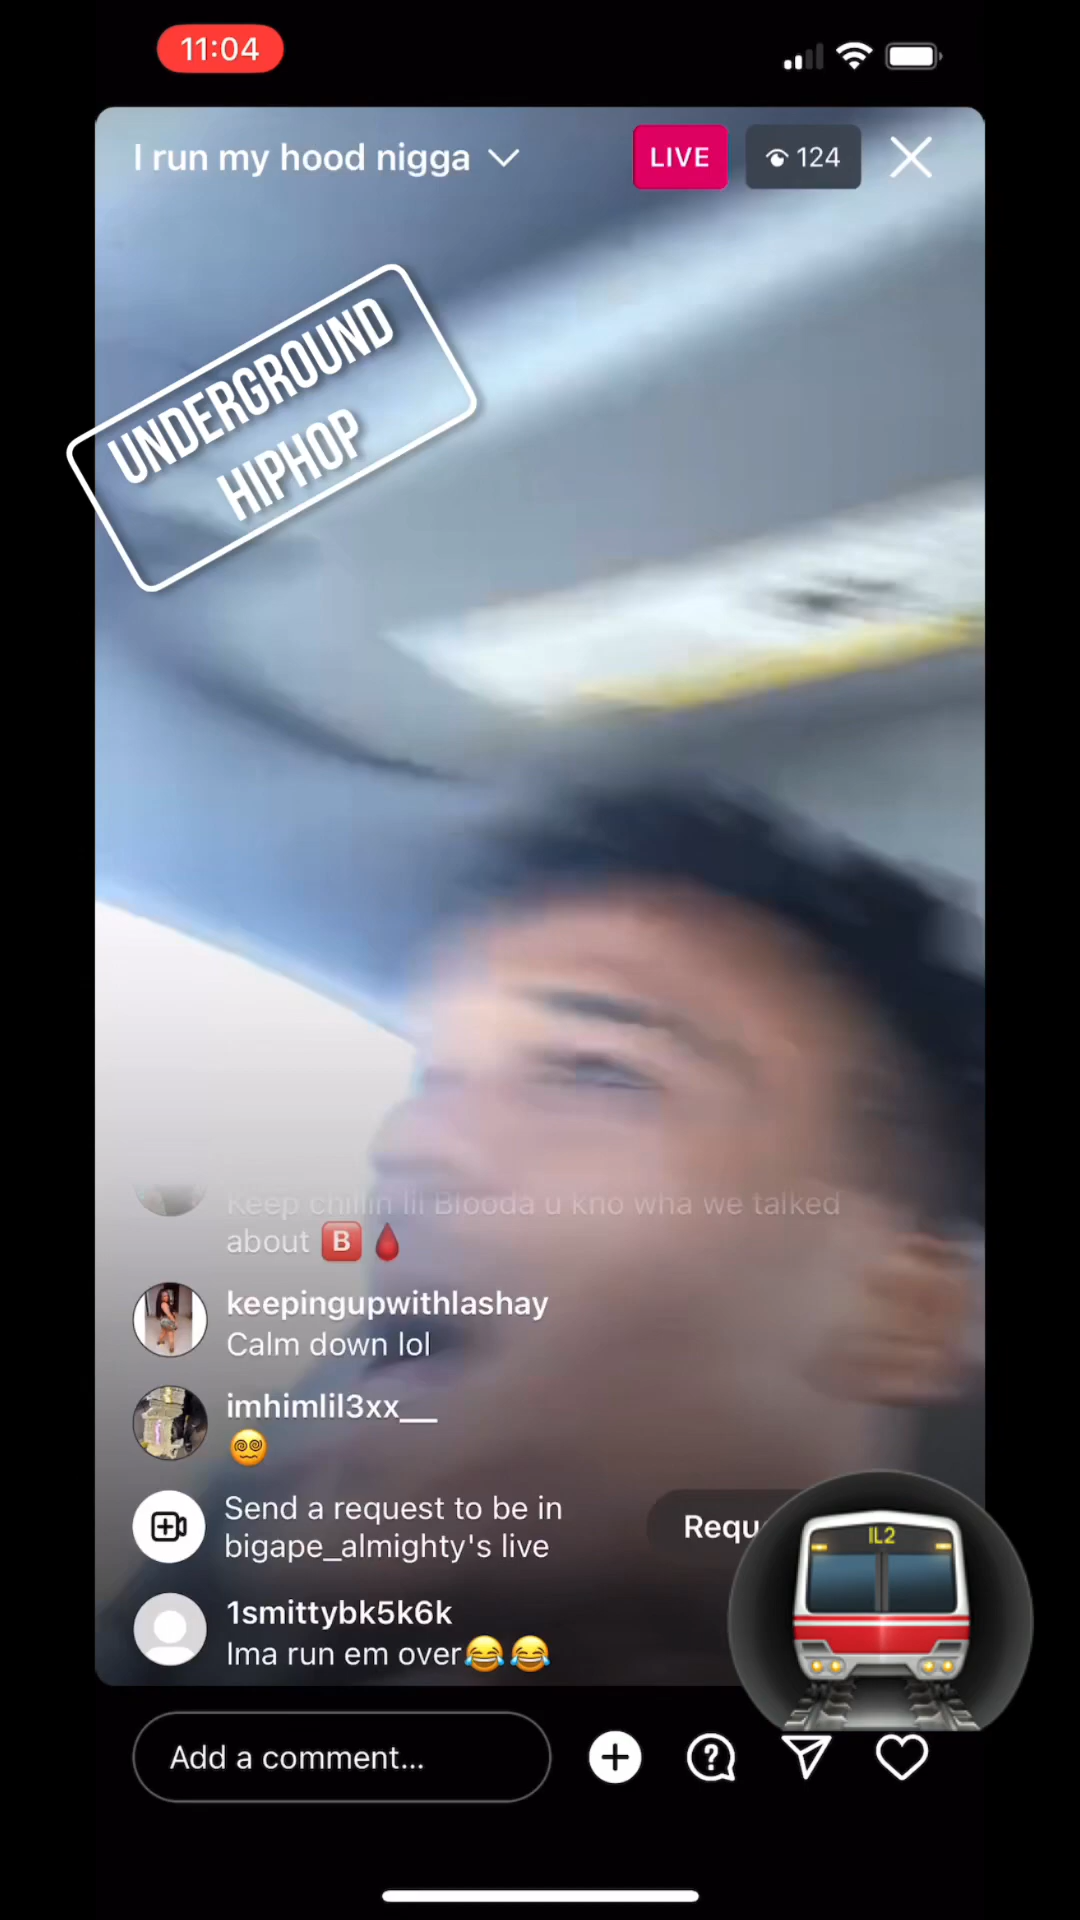 11:04
I run my hood nigga
LIVE
124
UNDERGROUND
HIPHOP
Keep chillin lil Blooda u kno wha we talked
about B
keepingupwithlashay
Calm down lol
imhimlil3xx__
Send a request to be in
bigape_almighty's live
Requ
IL2
1smittybk5k6k
Ima run em over😂😂
Add a comment...